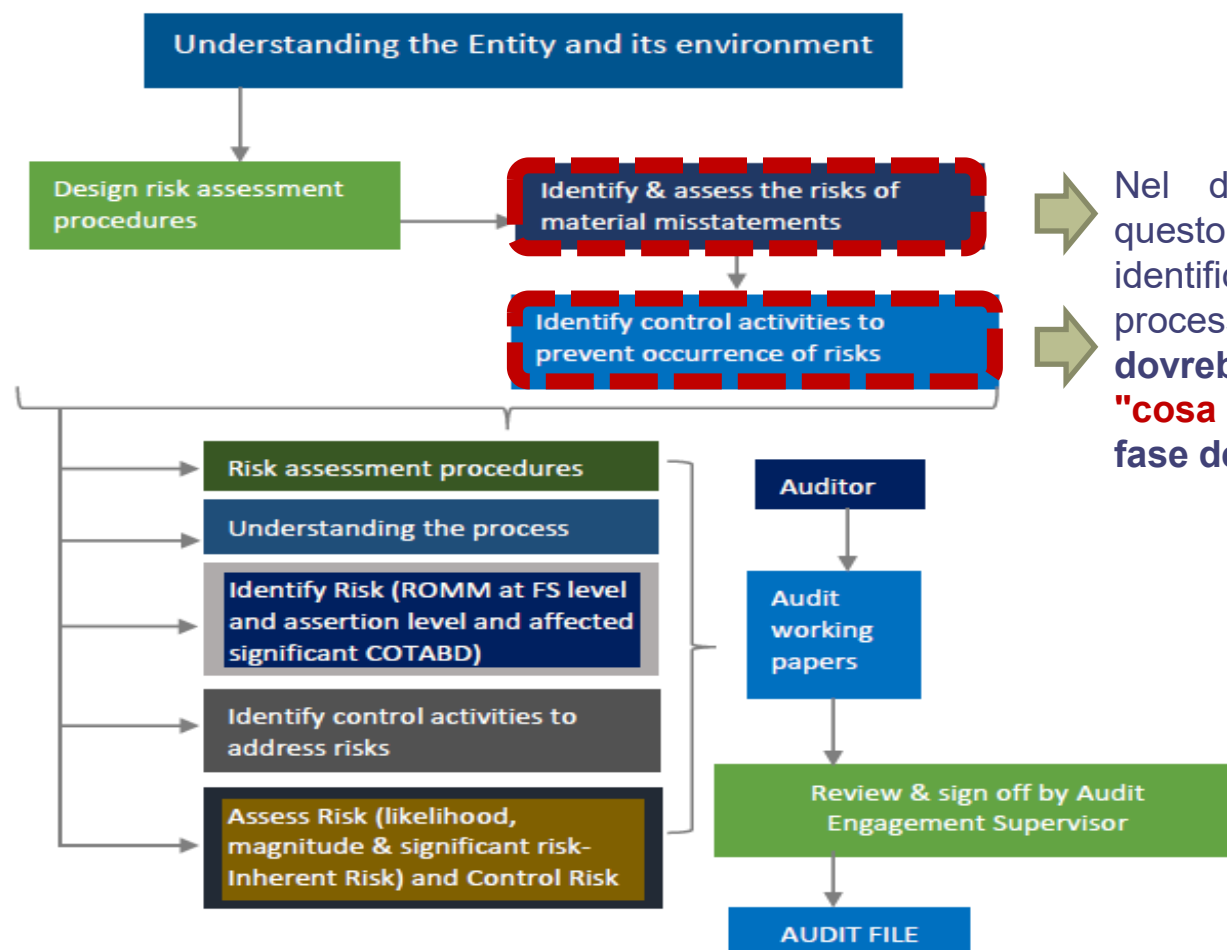 Understanding the Entity and its environment
Design risk assessment
procedures
Identify & assess the risks of
material misstatements
Identify control activities to
prevent occurrence of risks
Nel
questo
"cosa
fase
Risk assessment procedures
Understanding the process
Identify Risk (ROMM at FS level
and assertion level and affected
significant COTABD)
Identify control activities to
address risks
Assess Risk (likelihood,
magnitude & significant risk-
Inherent Risk) and Control Risk
Auditor
Audit
working
papers
Review & sign off by Audit
Engagement Supervisor
AUDIT FILE